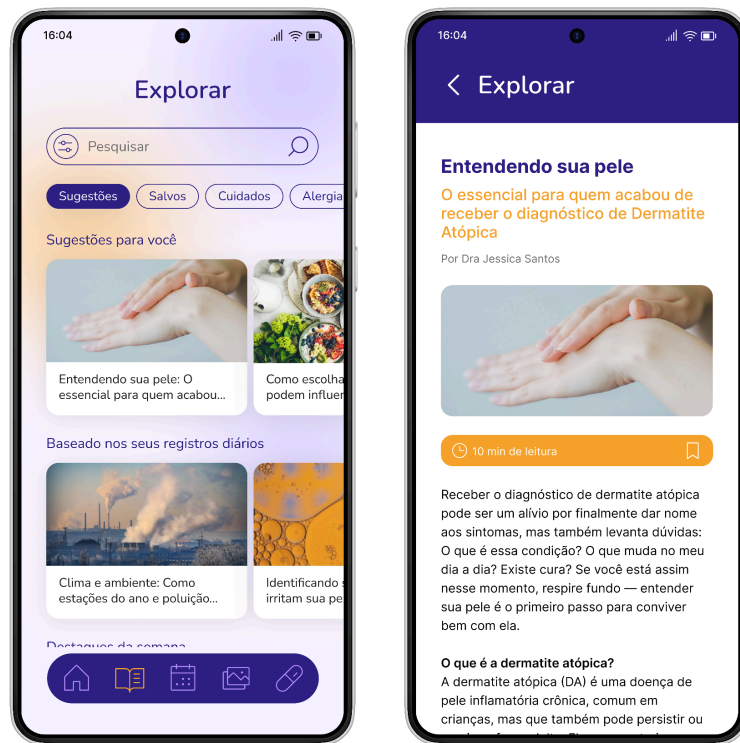 16:04
Explorar
Pesquisar
Sugestões
Salvos
Cuidados
Alergia
Sugestões para você
Entendendo sua pele: O
essencial para quem acabou...
Como escolha
podem influer
Baseado nos seus registros diários
Clima e ambiente: Como
estações do ano e poluição...
Identificando s
irritam sua pe
Destaques da semana
16:04
Explorar
Entendendo sua pele
O essencial para quem acabou de
receber o diagnóstico de Dermatite
Atópica
Por Dra Jessica Santos
10 min de leitura
Receber o diagnóstico de dermatite atópica
pode ser um alívio por finalmente dar nome
aos sintomas, mas também levanta dúvidas:
O que é essa condição? O que muda no meu
dia a dia? Existe cura? Se você está assim
nesse momento, respire fundo — entender
sua pele é o primeiro passo para conviver
bem com ela.
O que é a dermatite atópica?
A dermatite atópica (DA) é uma doença de
pele inflamatória crônica, comum em
crianças, mas que também pode persistir ou